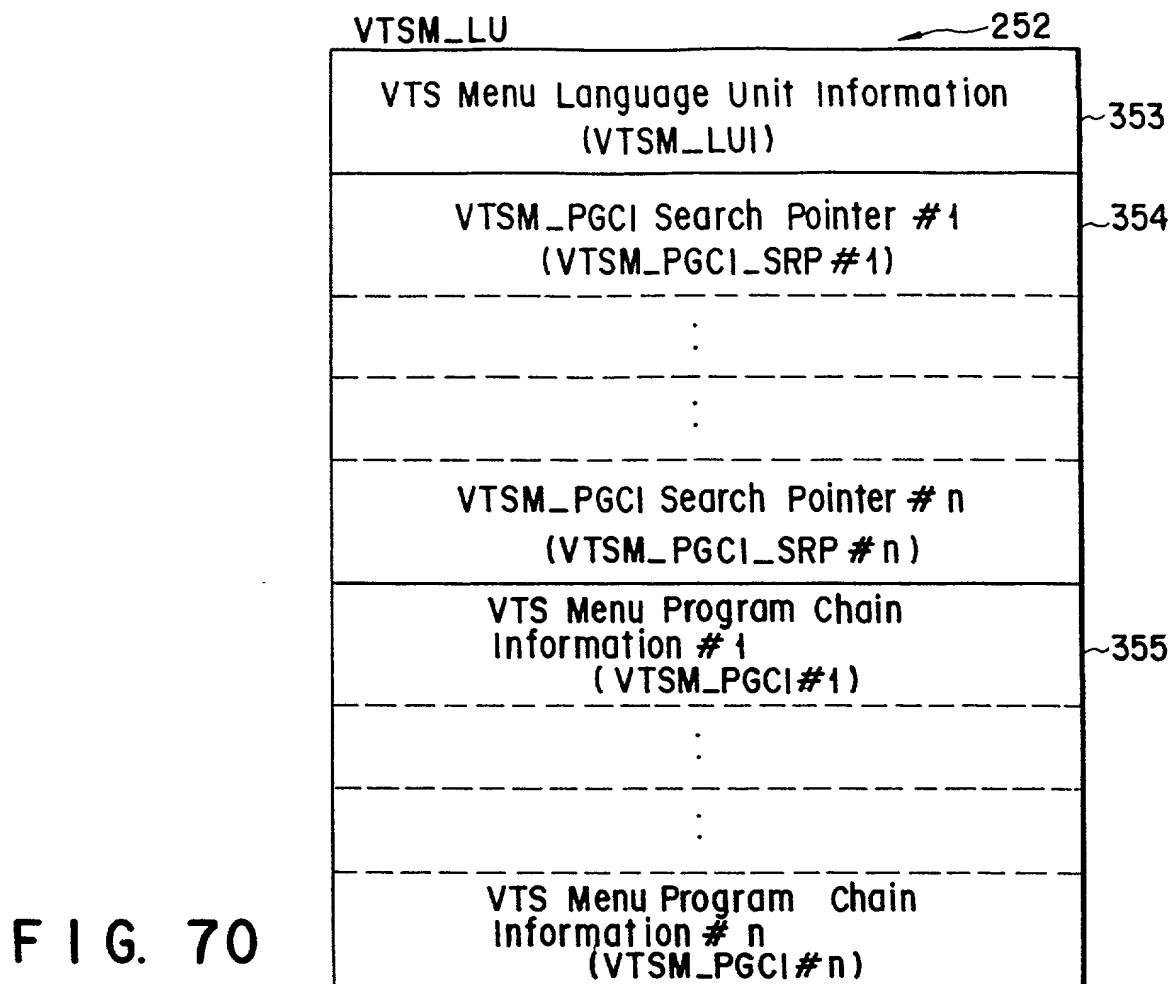 VTSM_LU
252
VTS Menu Language Unit Information
(VTSM_LUI)
353
VTSM_PGCI Search Pointer #1
(VTSM_PGCI_SRP #1)
354
VTSM_PGCI Search Pointer # n
(VTSM_PGCI_SRP # n)
VTS Menu Program Chain
Information # 1
(VTSM_PGCI#1)
355
VTS Menu Program Chain
Information # n
(VTSM_PGCI#n)
FIG. 70